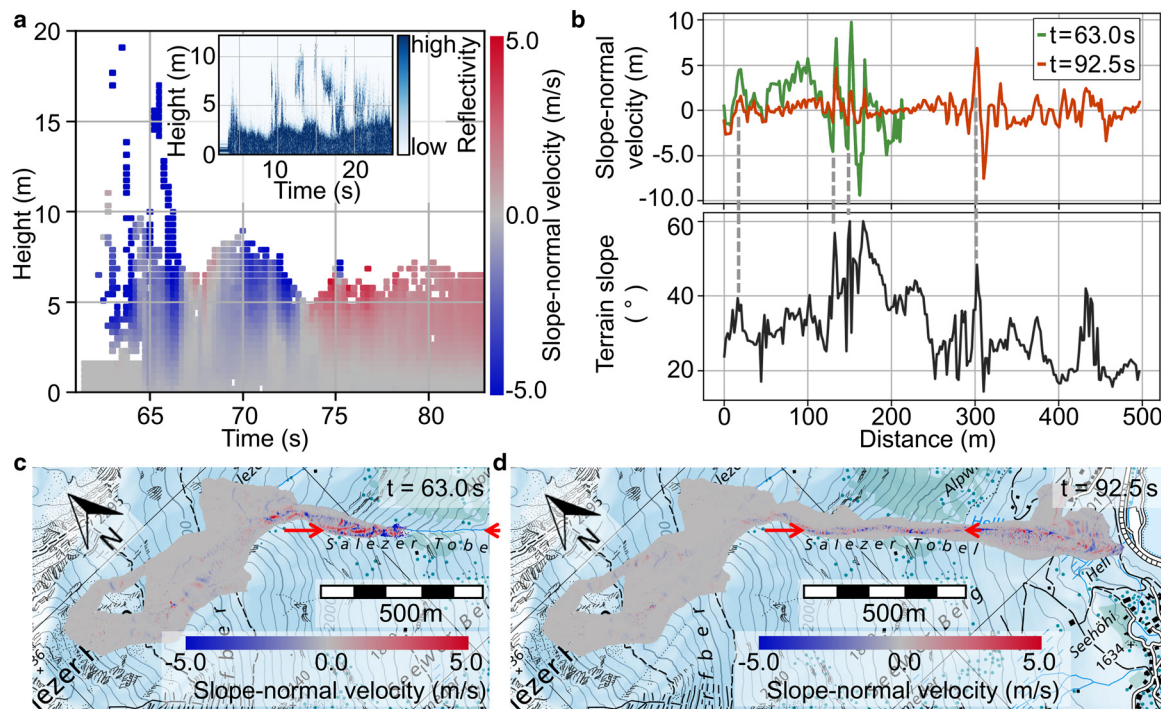 a
20
15
10
5
0
Height (m)
65
70
75
80
Time (s)
10
5
0
Height (m)
10
20
Time (s)
high
low
Reflectivity
5.0
0.0
-5.0
Slope-normal velocity (m/s)
b
10
5
0
-5.0
-10.0
Slope-normal
velocity (m)
t=63.0s
t=92.5s
60
40
20
Terrain slope
(°)
0
100
200
300
400
500
Distance (m)
c
N
t = 63.0 s
Salezer Tobe
500m
-5.0
0.0
5.0
Slope-normal velocity (m/s)
d
N
t = 92.5 s
Alpw
Salezer Tobel
Hell
Seehöhl
1634
500m
-5.0
0.0
5.0
Slope-normal velocity (m/s)